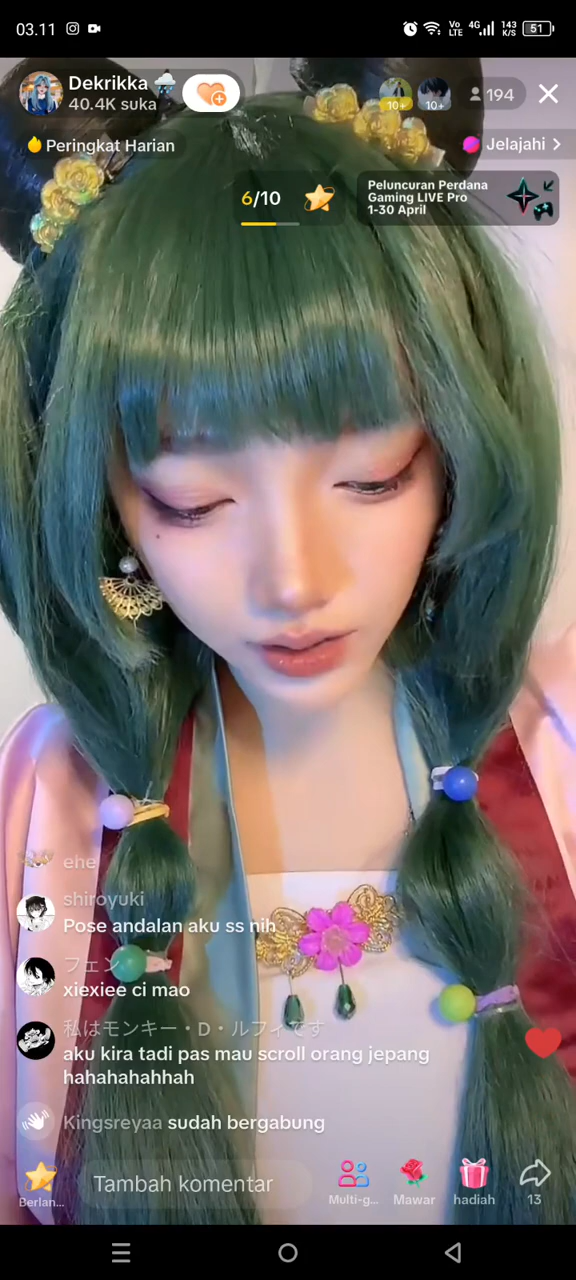 03.11
Vo
LTE
4G
143
K/S
51
Dekrikka 🌧️
40.4K suka
10+
10+
194
Peringkat Harian
Jelajahi >
6/10
Peluncuran Perdana
Gaming LIVE Pro
1-30 April
ehe
shiroyuki
Pose andalan aku ss nih
フェン
xiexiee ci mao
私はモンキー・D・ルフィです
aku kira tadi pas mau scroll orang jepang
hahahahahhah
Kingsreyaa sudah bergabung
Berlan...
Tambah komentar
Multi-g...
Mawar
hadiah
13